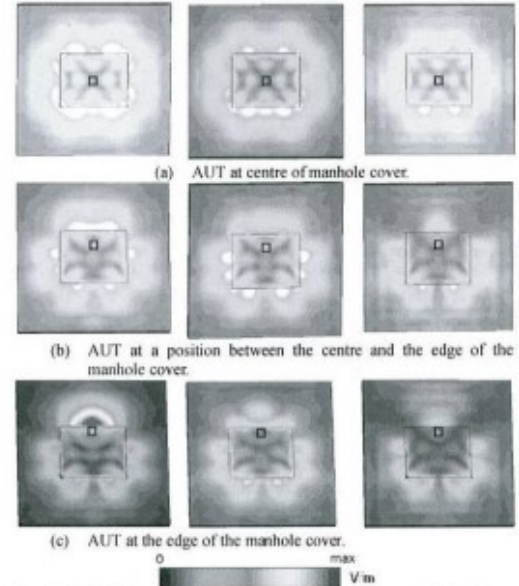 (a) AUT at centre of manhole cover.
(b) AUT at a position between the centre and the edge of the
manhole cover.
(c) AUT at the edge of the manhole cover.
0 max
V/m